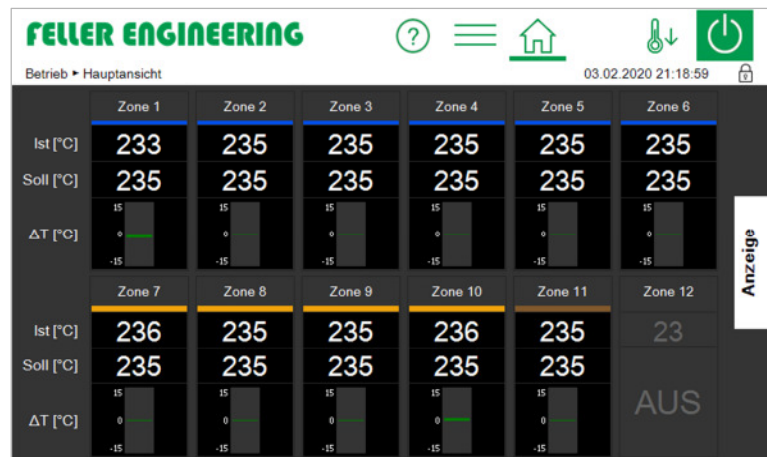 FELLER ENGINEERING
?
Betrieb ▸ Hauptansicht 03.02.2020 21:18:59
Zone 1 Zone 2 Zone 3 Zone 4 Zone 5 Zone 6
Ist [°C] 233 235 235 235 235 235
Soll [°C] 235 235 235 235 235 235
15 15 15 15 15 15
ΔT [°C] 0 0 0 0 0 0
-15 -15 -15 -15 -15 -15
Anzeige
Zone 7 Zone 8 Zone 9 Zone 10 Zone 11 Zone 12
Ist [°C] 236 235 235 236 235 23
Soll [°C] 235 235 235 235 235
AUS
15 15 15 15 15
ΔT [°C] 0 0 0 0 0
-15 -15 -15 -15 -15